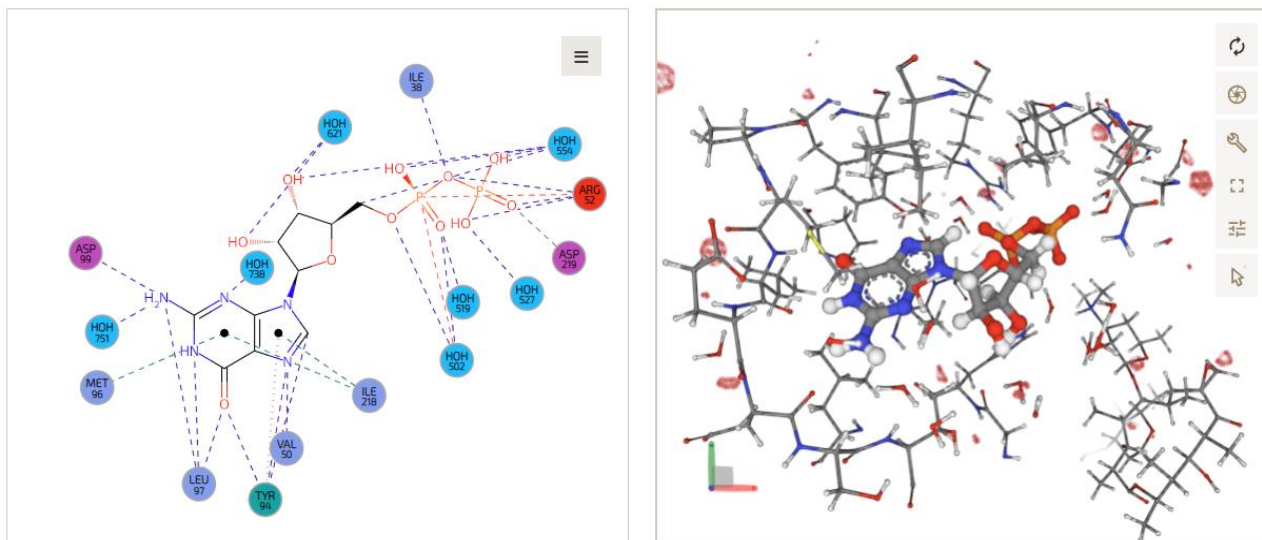 ILE
38
HOH
621
HOH
554
HO
OH
OH
O
P
P
ARG
52
O
O
HO
O
ASP
219
HO
O
ASP
99
HOH
738
HOH
527
H₂N
N
N
HOH
519
HOH
751
HOH
502
HN
N
MET
96
ILE
218
O
VAL
50
LEU
97
TYR
94